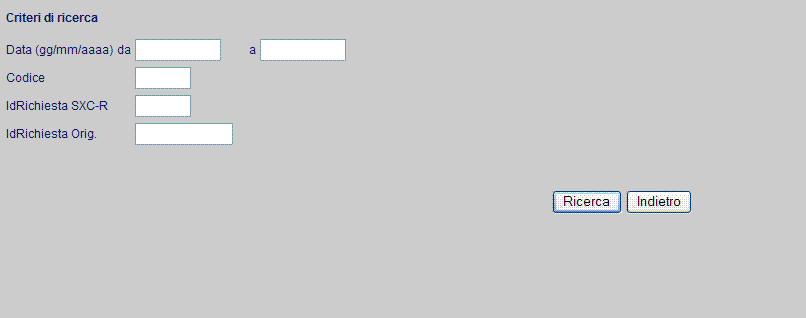 Criteri di ricerca
Data (gg/mm/aaaa) da a
Codice
IdRichiesta SXC-R
IdRichiesta Orig.
Ricerca Indietro